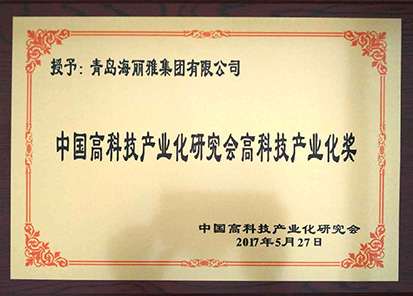 授予：青岛海丽雅集团有限公司
中国高科技产业化研究会高科技产业化奖
中国高科技产业化研究会
2017年5月27日